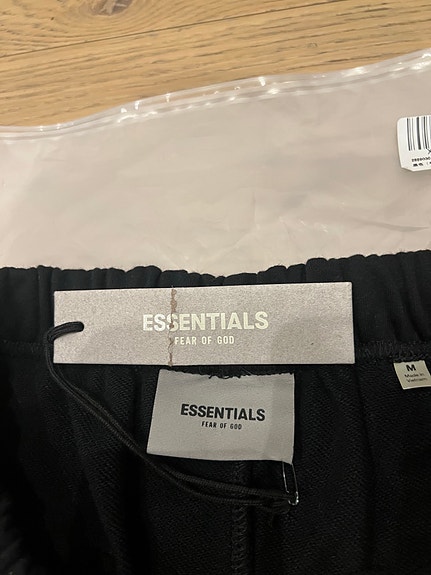 ESSENTIALS
FEAR OF GOD
ESSENTIALS
FEAR OF GOD
M
Made in
Vietnam